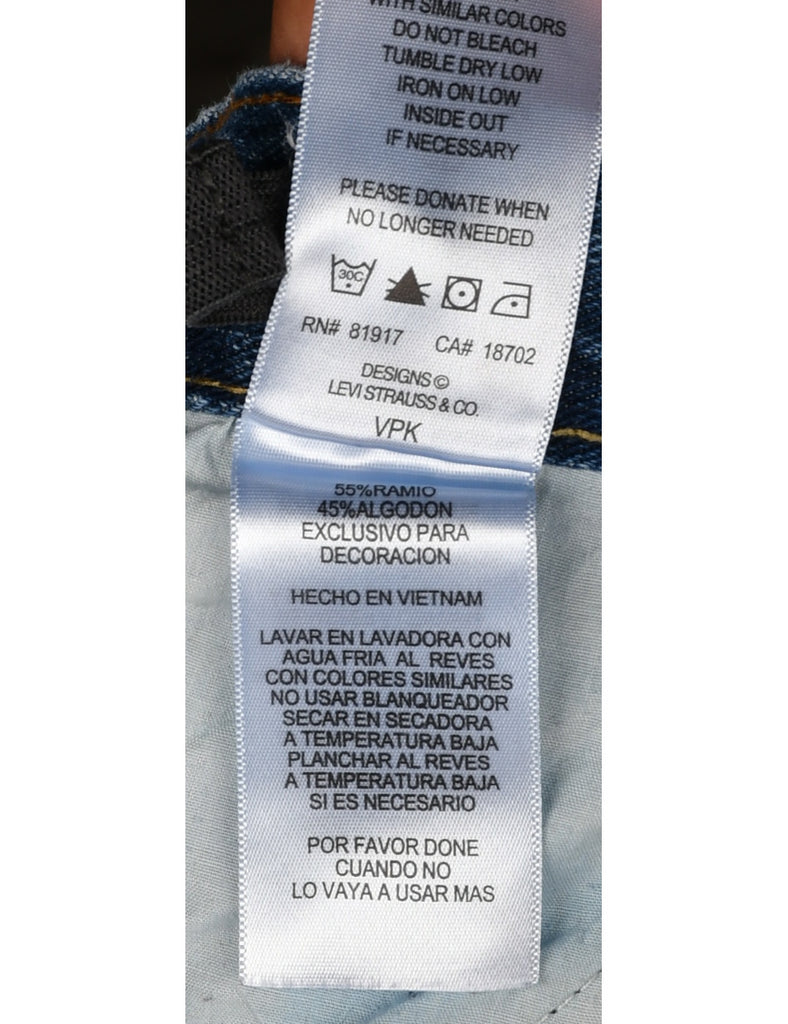 WITH SIMILAR COLORS
DO NOT BLEACH
TUMBLE DRY LOW
IRON ON LOW
INSIDE OUT
IF NECESSARY
PLEASE DONATE WHEN
NO LONGER NEEDED
30C
RN# 81917 CA# 18702
DESIGNS ©
LEVI STRAUSS & CO.
VPK
55%RAMIO
45%ALGODON
EXCLUSIVO PARA
DECORACION
HECHO EN VIETNAM
LAVAR EN LAVADORA CON
AGUA FRIA AL REVES
CON COLORES SIMILARES
NO USAR BLANQUEADOR
SECAR EN SECADORA
A TEMPERATURA BAJA
PLANCHAR AL REVES
A TEMPERATURA BAJA
SI ES NECESARIO
POR FAVOR DONE
CUANDO NO
LO VAYA A USAR MAS